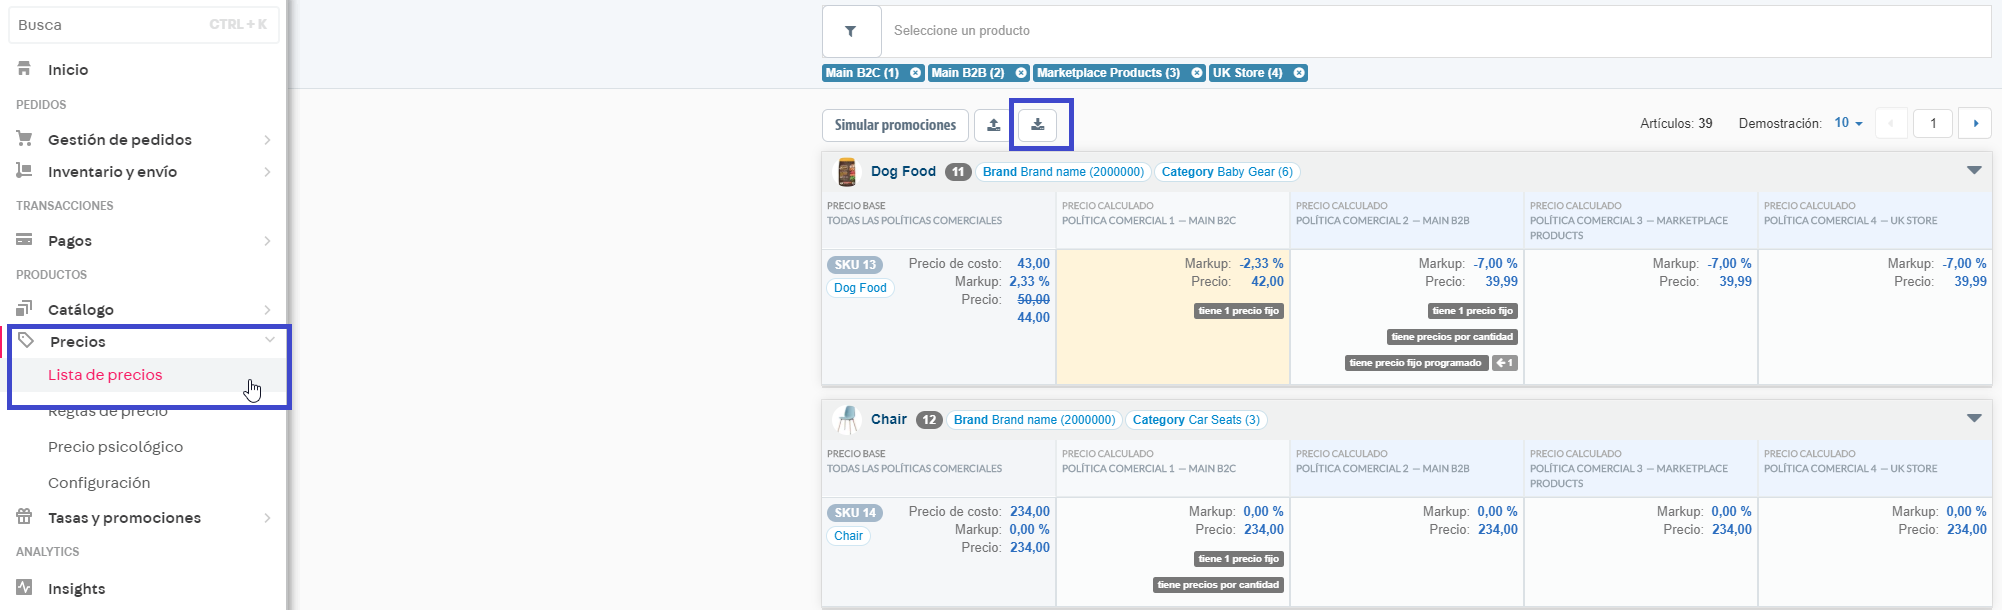 Busca CTRL + K
Inicio
PEDIDOS
Gestión de pedidos
Inventario y envío
TRANSACCIONES
Pagos
PRODUCTOS
Catálogo
Precios
Lista de precios
Reglas de precio
Precio psicológico
Configuración
Tasas y promociones
ANALYTICS
Insights
Seleccione un producto
Main B2C (1) Main B2B (2) Marketplace Products (3) UK Store (4)
Simular promociones
Artículos: 39 Demostración: 10 1
Dog Food 11 Brand Brand name (2000000) Category Baby Gear (6)
PRECIO BASE
TODAS LAS POLÍTICAS COMERCIALES
PRECIO CALCULADO
POLÍTICA COMERCIAL 1 — MAIN B2C
PRECIO CALCULADO
POLÍTICA COMERCIAL 2 — MAIN B2B
PRECIO CALCULADO
POLÍTICA COMERCIAL 3 — MARKETPLACE
PRODUCTS
PRECIO CALCULADO
POLÍTICA COMERCIAL 4 — UK STORE
SKU 13
Dog Food
Precio de costo: 43,00
Markup: 2,33 %
Precio: 50,00
44,00
Markup: -2,33 %
Precio: 42,00
tiene 1 precio fijo
Markup: -7,00 %
Precio: 39,99
tiene 1 precio fijo
tiene precios por cantidad
tiene precio fijo programado 1
Markup: -7,00 %
Precio: 39,99
Markup: -7,00 %
Precio: 39,99
Chair 12 Brand Brand name (2000000) Category Car Seats (3)
PRECIO BASE
TODAS LAS POLÍTICAS COMERCIALES
PRECIO CALCULADO
POLÍTICA COMERCIAL 1 — MAIN B2C
PRECIO CALCULADO
POLÍTICA COMERCIAL 2 — MAIN B2B
PRECIO CALCULADO
POLÍTICA COMERCIAL 3 — MARKETPLACE
PRODUCTS
PRECIO CALCULADO
POLÍTICA COMERCIAL 4 — UK STORE
SKU 14
Chair
Precio de costo: 234,00
Markup: 0,00 %
Precio: 234,00
Markup: 0,00 %
Precio: 234,00
tiene 1 precio fijo
tiene precios por cantidad
Markup: 0,00 %
Precio: 234,00
Markup: 0,00 %
Precio: 234,00
Markup: 0,00 %
Precio: 234,00